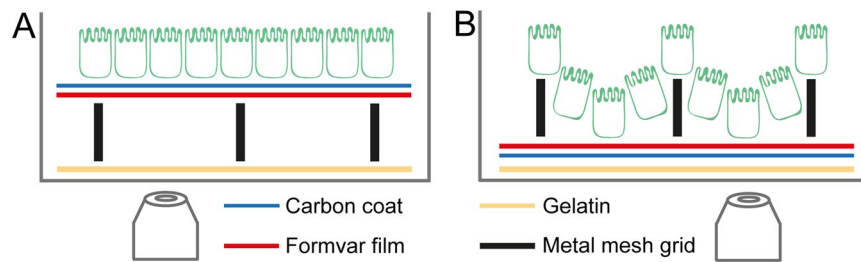 A
B
Carbon coat
Formvar film
Gelatin
Metal mesh grid